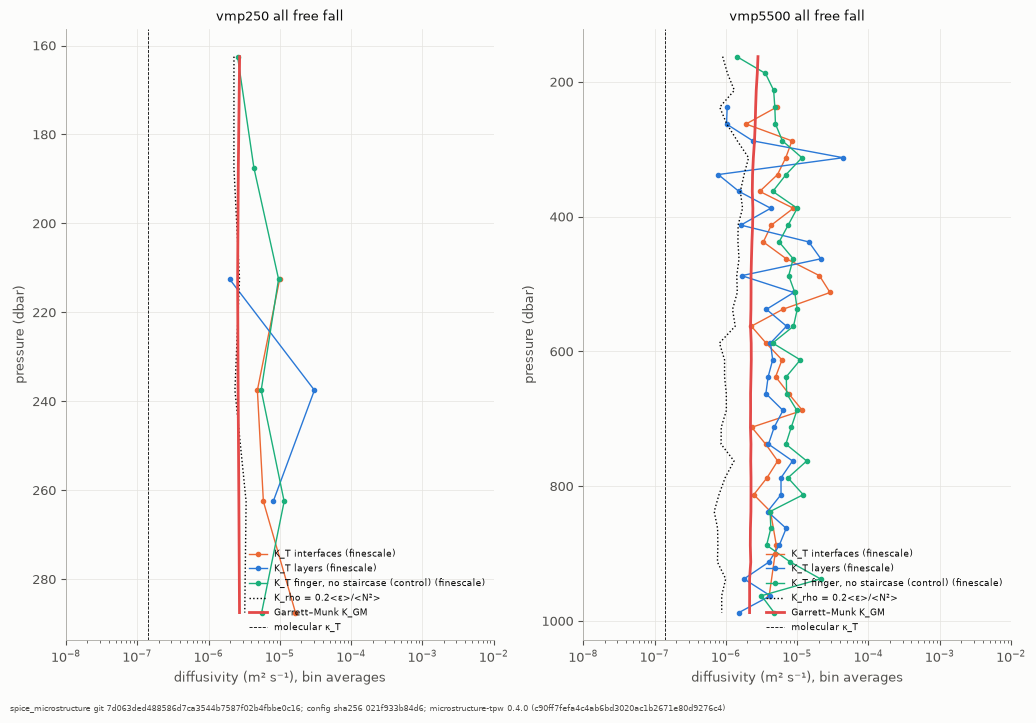 vmp250 all free fall
vmp5500 all free fall
pressure (dbar)
160
180
200
220
240
260
280
K_T interfaces (finescale)
K_T layers (finescale)
K_T finger, no staircase (control) (finescale)
K_rho = 0.2<ε>/<N²>
Garrett–Munk K_GM
molecular κ_T
10⁻⁸ 10⁻⁷ 10⁻⁶ 10⁻⁵ 10⁻⁴ 10⁻³ 10⁻²
diffusivity (m² s⁻¹), bin averages
pressure (dbar)
200
400
600
800
1000
K_T interfaces (finescale)
K_T layers (finescale)
K_T finger, no staircase (control) (finescale)
K_rho = 0.2<ε>/<N²>
Garrett–Munk K_GM
molecular κ_T
10⁻⁸ 10⁻⁷ 10⁻⁶ 10⁻⁵ 10⁻⁴ 10⁻³ 10⁻²
diffusivity (m² s⁻¹), bin averages
spice_microstructure git 7d063ded488586d7ca3544b7587f02b4fbbe0c16; config sha256 021f933b84d6; microstructure-tpw 0.4.0 (c90ff7fefa4c4ab6bd3020ac1b2671e80d9276c4)